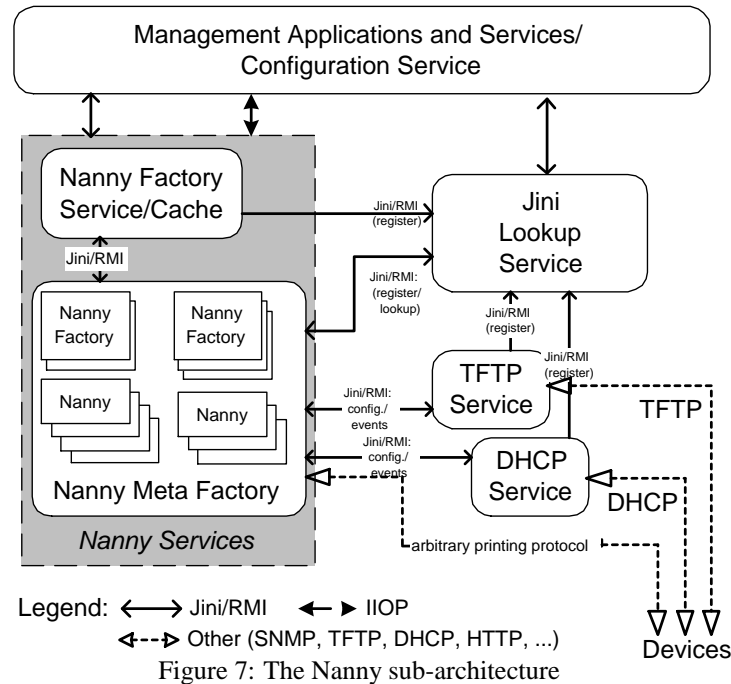 Management Applications and Services/
Configuration Service
Nanny Factory
Service/Cache
Jini/RMI
(register)
Jini
Lookup
Service
Jini/RMI
Jini/RMI:
(register/
lookup)
Nanny
Factory
Nanny
Factory
Jini/RMI
(register)
Jini/RMI
(register)
TFTP
Service
TFTP
Nanny
Nanny
Jini/RMI:
config./
events
Jini/RMI:
config./
events
Nanny Meta Factory
DHCP
Service
DHCP
Nanny Services
arbitrary printing protocol
Legend:
Jini/RMI
IIOP
Other (SNMP, TFTP, DHCP, HTTP, ...)
Devices
Figure 7: The Nanny sub-architecture